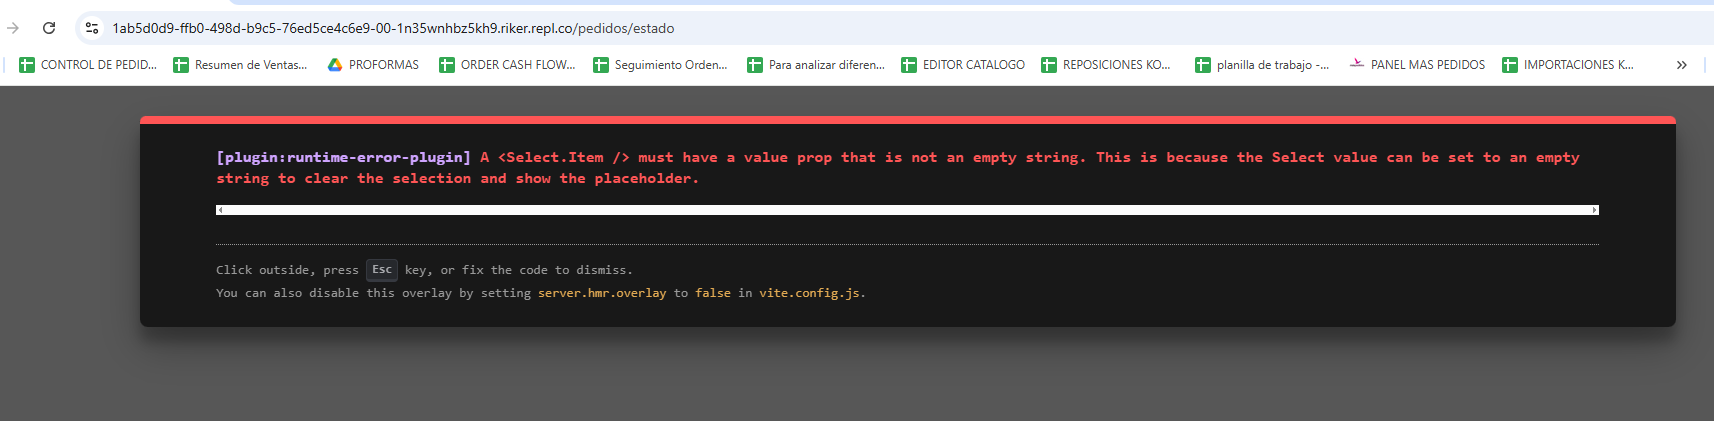 1ab5d0d9-ffb0-498d-b9c5-76ed5ce4c6e9-00-1n35wnhbz5kh9.riker.repl.co/pedidos/estado
CONTROL DE PEDID... Resumen de Ventas... PROFORMAS ORDER CASH FLOW... Seguimiento Orden... Para analizar diferen... EDITOR CATALOGO REPOSICIONES KO... planilla de trabajo -... PANEL MAS PEDIDOS IMPORTACIONES K... »
[plugin:runtime-error-plugin] A <Select.Item /> must have a value prop that is not an empty string. This is because the Select value can be set to an empty
string to clear the selection and show the placeholder.
Click outside, press Esc key, or fix the code to dismiss.
You can also disable this overlay by setting server.hmr.overlay to false in vite.config.js.